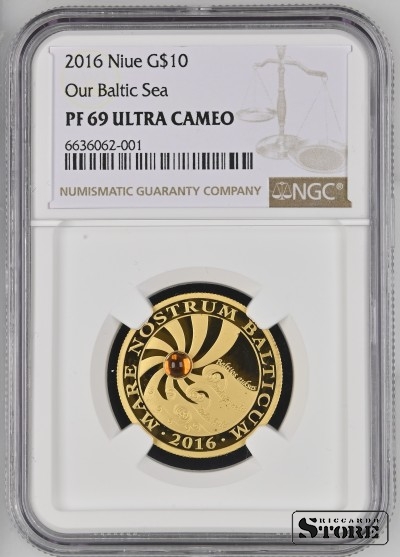 2016 Niue G$10
Our Baltic Sea
PF 69 ULTRA CAMEO
6636062-001
NUMISMATIC GUARANTY COMPANY
NGC®
MARE NOSTRUM BALTICUM
· 2016 ·
RICCARDO
STORE